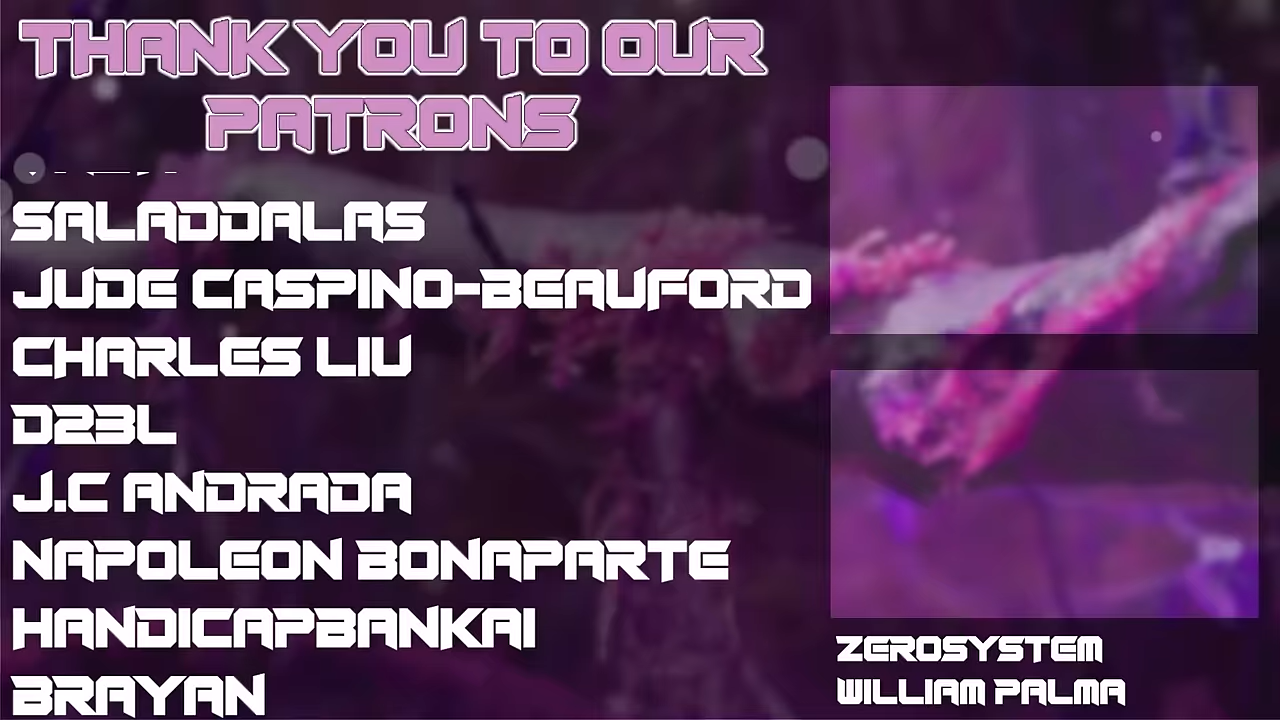 THANK YOU TO OUR
PATRONS
SALADDALAS
JUDE CASPINO-BEAUFORD
CHARLES LIU
D23L
J.C ANDRADA
NAPOLEON BONAPARTE
HANDICAPBANKAI
BRAYAN
ZEROSYSTEM
WILLIAM PALMA